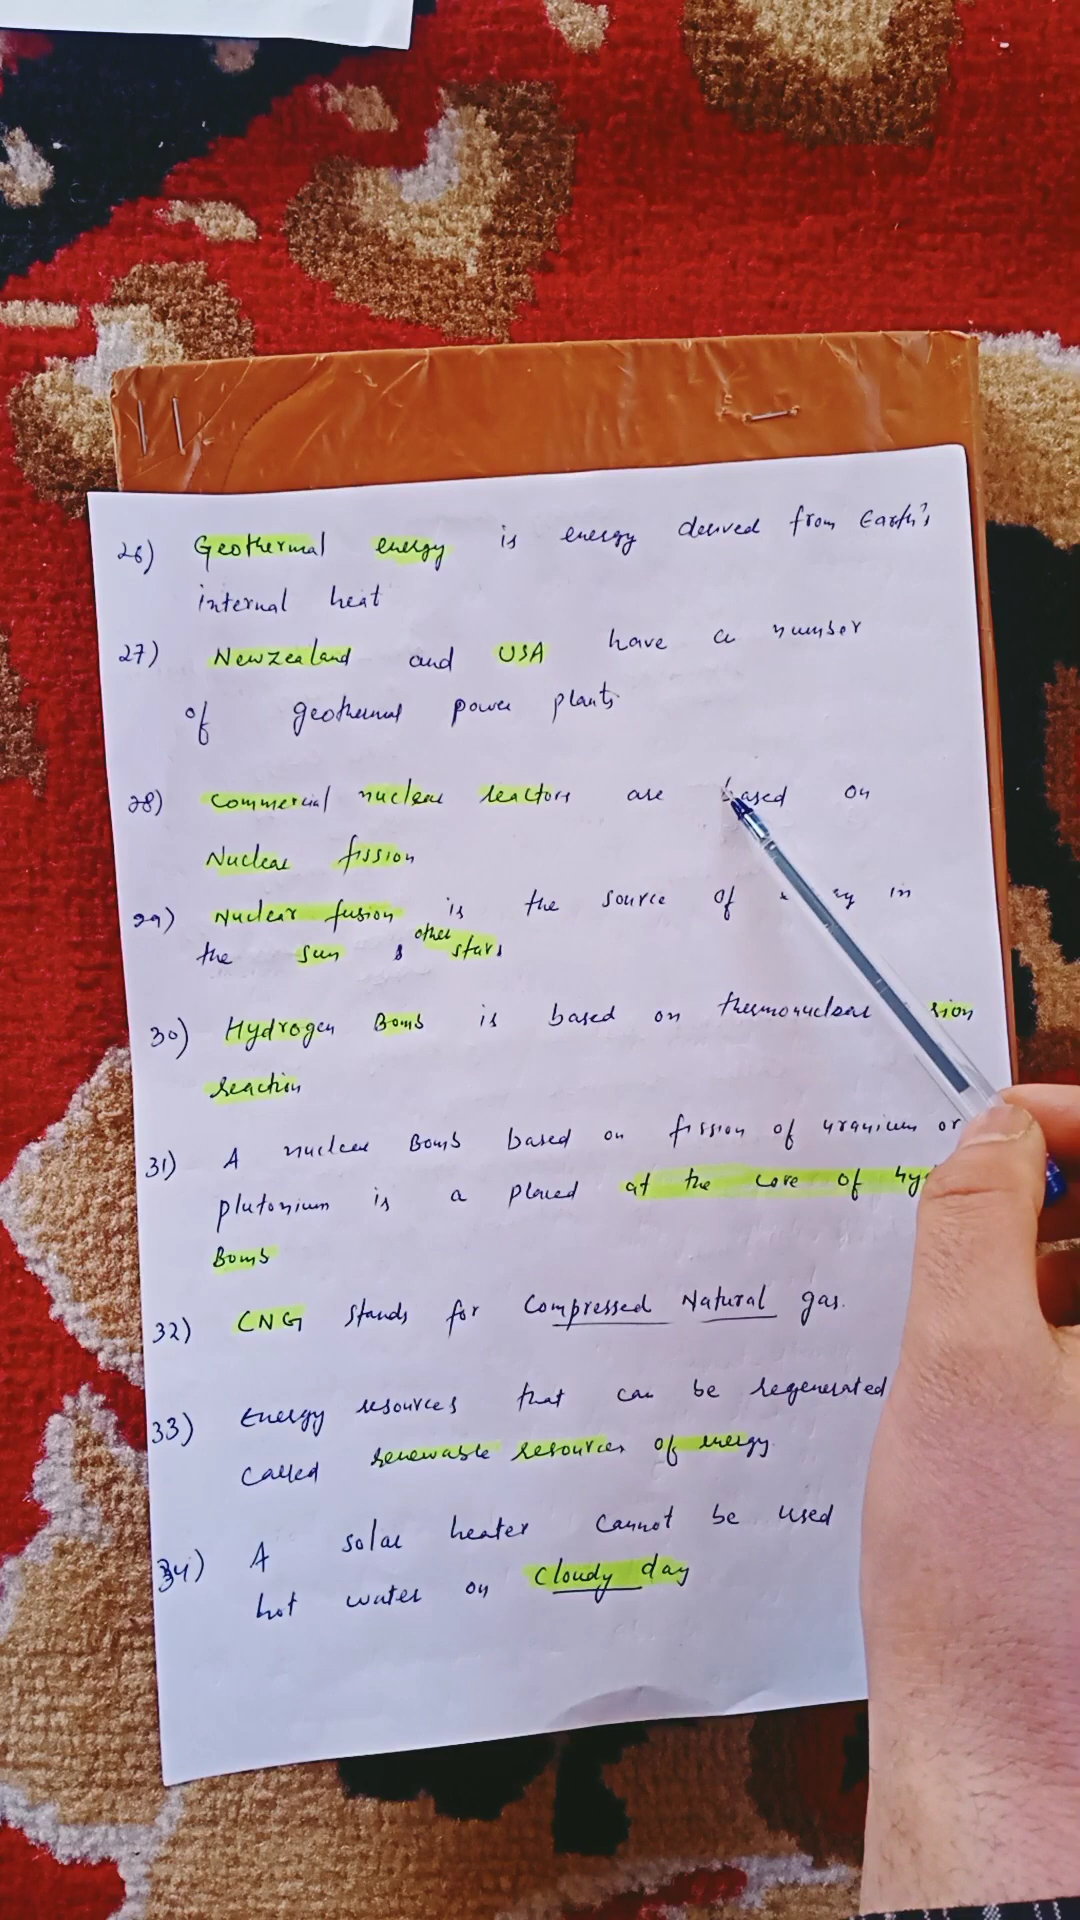 26) Geothermal energy is energy derived from Earth's
internal heat
27) Newzealand and USA have a number
of geothermal power plants
28) Commercial nuclear reactors are based on
Nuclear fission
29) Nuclear fusion is the source of in
the sun & other stars
30) Hydrogen Bomb is based on thermonuclear
reaction
31) A nuclear Bomb based on fission of uranium or
plutonium is a placed at the core of
Bomb
32) CNG stands for Compressed Natural gas.
33) Energy resources that can be regenerated
called renewable resources of energy.
34) A solar heater cannot be used
hot water on cloudy day